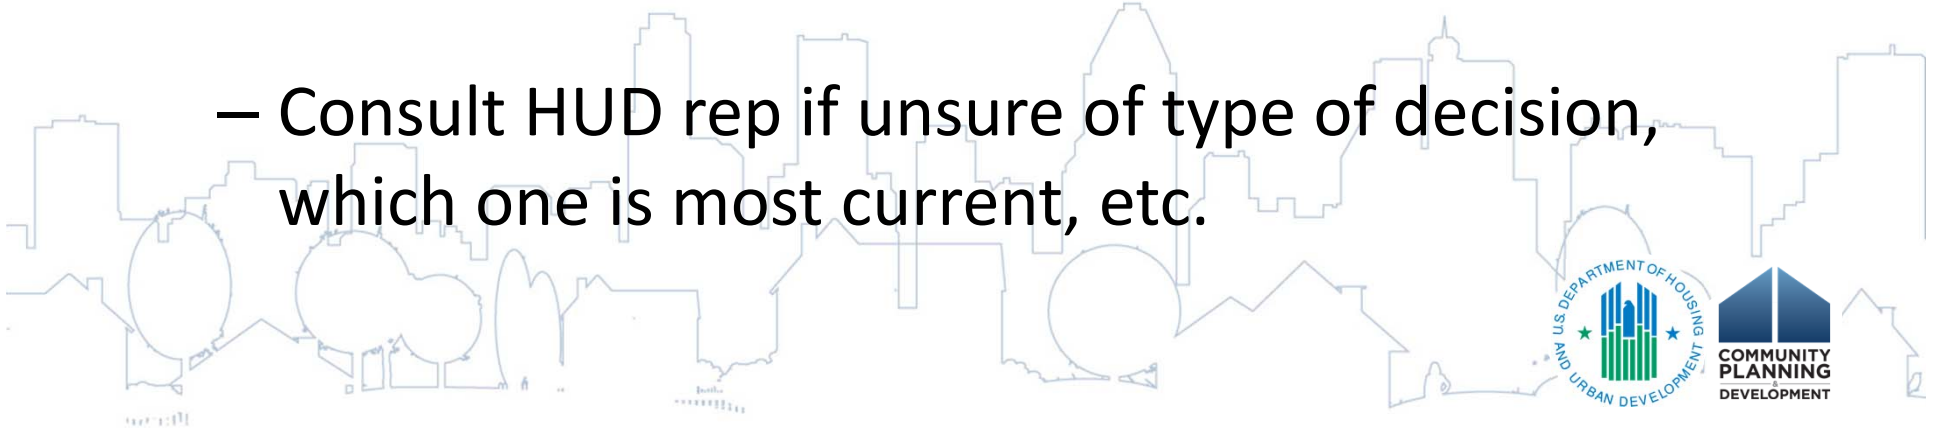 – Consult HUD rep if unsure of type of decision,
which one is most current, etc.
U.S. DEPARTMENT OF HOUSING
AND URBAN DEVELOPMENT
COMMUNITY
PLANNING
&
DEVELOPMENT